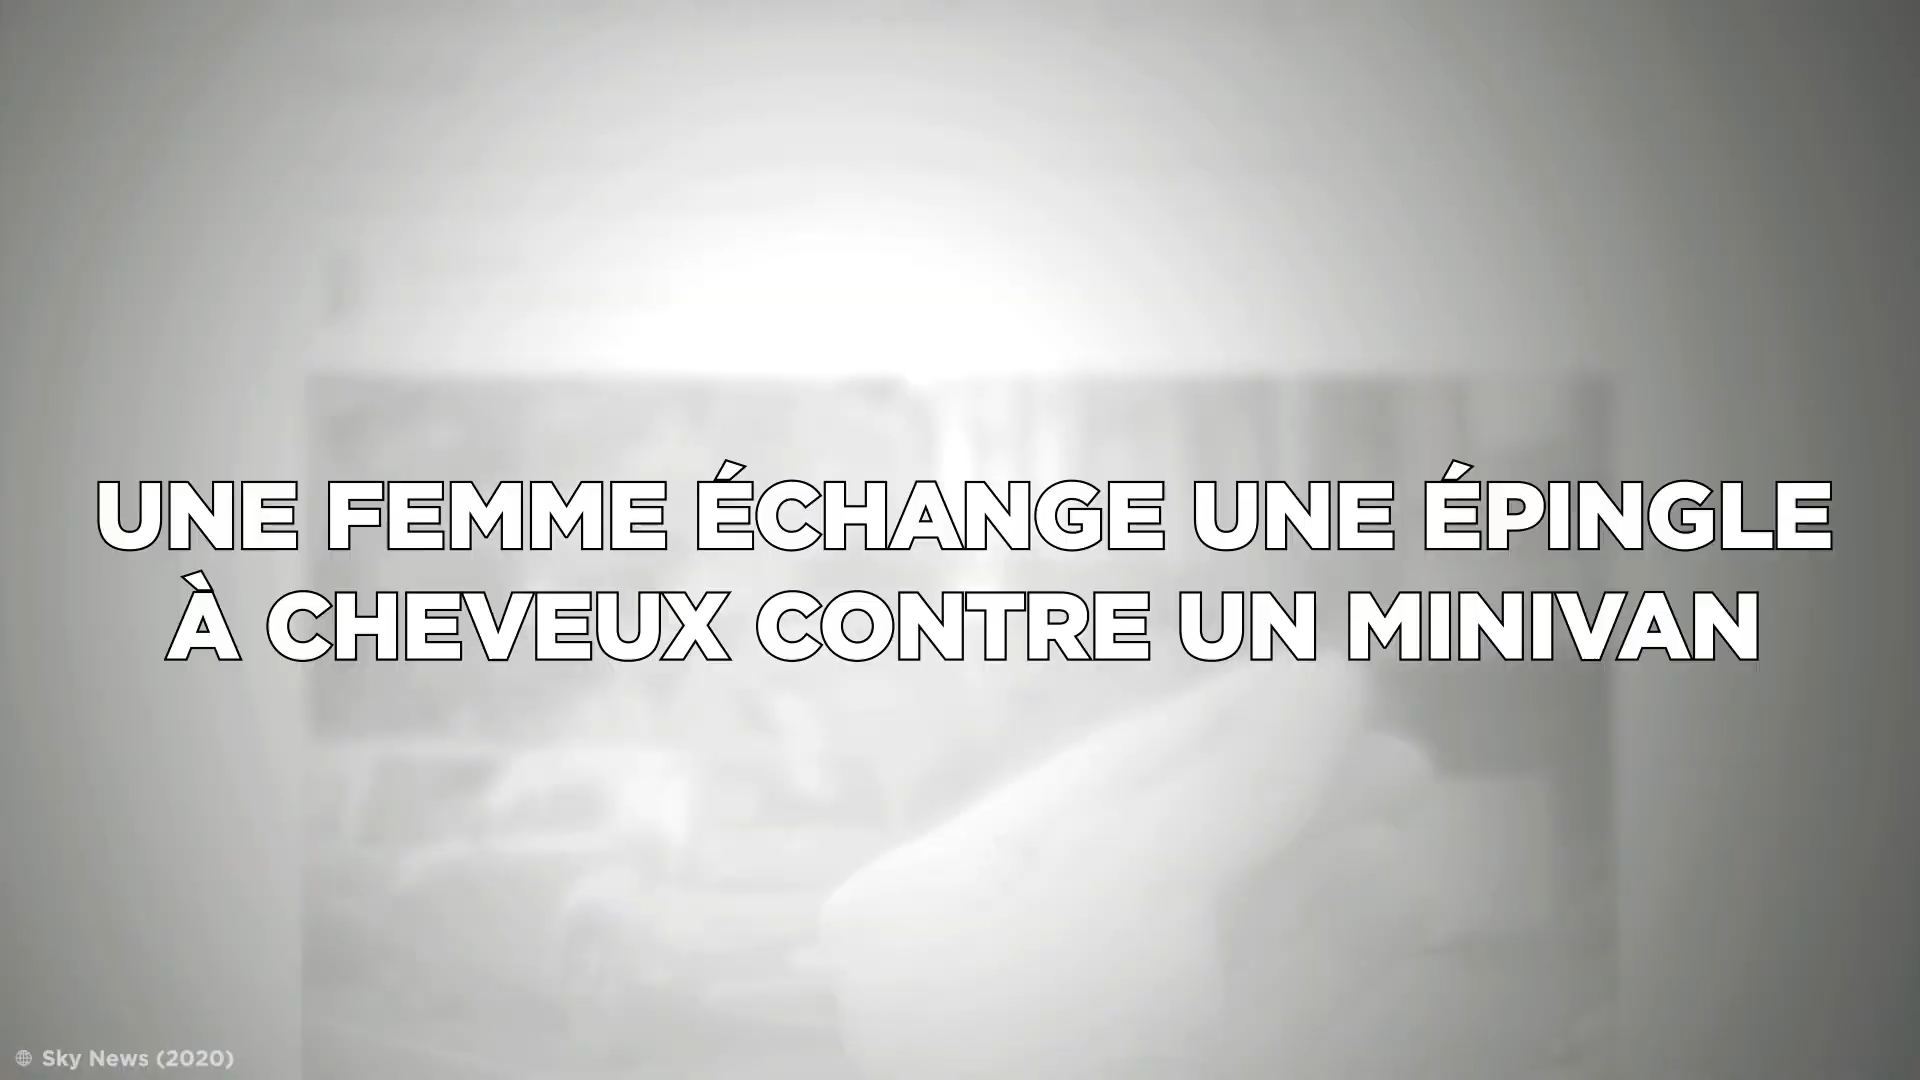 UNE FEMME ÉCHANGE UNE ÉPINGLE
À CHEVEUX CONTRE UN MINIVAN
Sky News (2020)